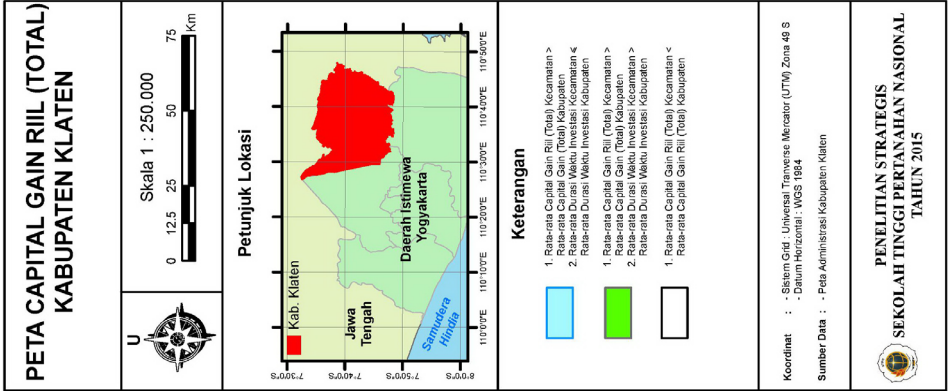 PETA CAPITAL GAIN RIIL (TOTAL)
KABUPATEN KLATEN
U
Skala 1 : 250.000
0 12,5 25 50 75
Km
Petunjuk Lokasi
Kab. Klaten
Jawa
Tengah
Daerah Istimewa
Yogyakarta
Samudera
Hindia
7°30'0"S
7°40'0"S
7°50'0"S
8°0'0"S
110°0'0"E 110°10'0"E 110°20'0"E 110°30'0"E 110°40'0"E 110°50'0"E
Keterangan
1. Rata-rata Capital Gain Riil (Total) Kecamatan >
Rata-rata Capital Gain (Total) Kabupaten
2. Rata-rata Durasi Waktu Investasi Kecamatan ≤
Rata-rata Durasi Waktu Investasi Kabupaten
1. Rata-rata Capital Gain Riil (Total) Kecamatan >
Rata-rata Capital Gain (Total) Kabupaten
2. Rata-rata Durasi Waktu Investasi Kecamatan >
Rata-rata Durasi Waktu Investasi Kabupaten
1. Rata-rata Capital Gain Riil (Total) Kecamatan <
Rata-rata Capital Gain Riil (Total) Kabupaten
Koordinat : - Sistem Grid : Universal Tranverse Mercator (UTM) Zona 49 S
- Datum Horizontal : WGS 1984
Sumber Data : - Peta Administrasi Kabupaten Klaten
PENELITIAN STRATEGIS
SEKOLAH TINGGI PERTANAHAN NASIONAL
TAHUN 2015